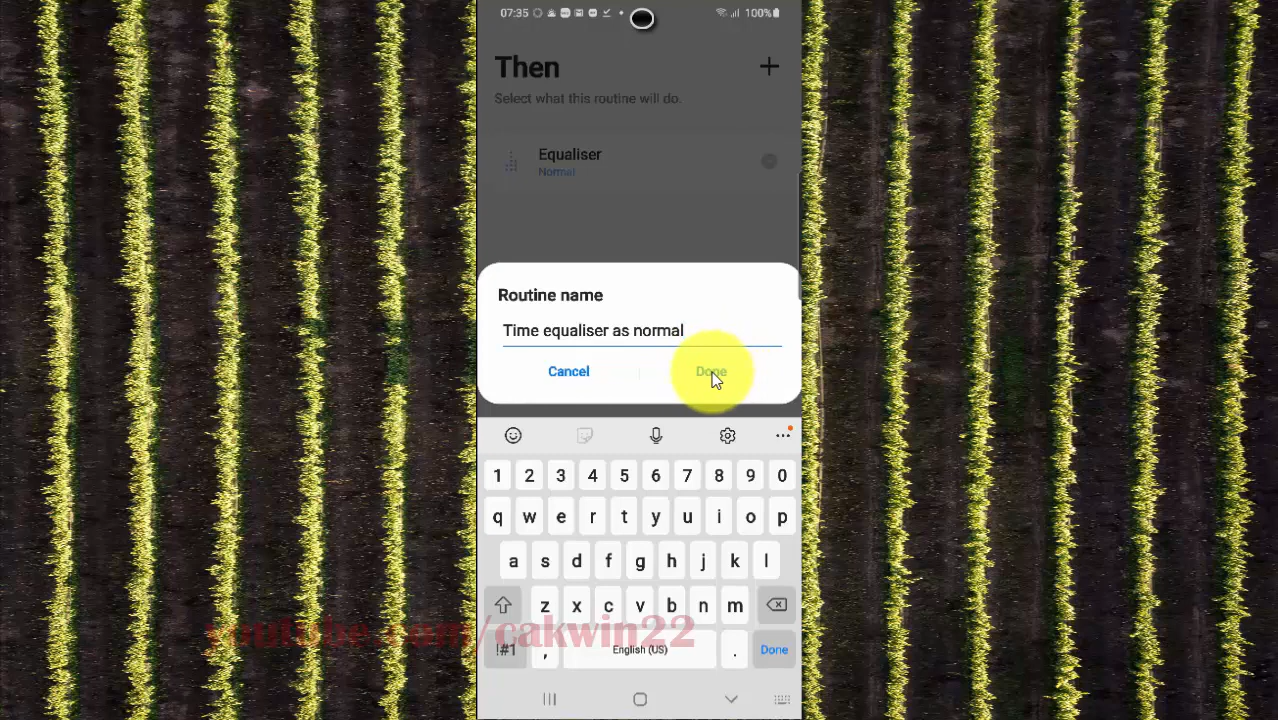 07:35
100%
Then
+
Select what this routine will do.
Equaliser
Normal
Routine name
Time equaliser as normal
Cancel
Done
1 2 3 4 5 6 7 8 9 0
q w e r t y u i o p
a s d f g h j k l
z x c v b n m
youtube.com/cakwin22
!#1 , English (US) . Done